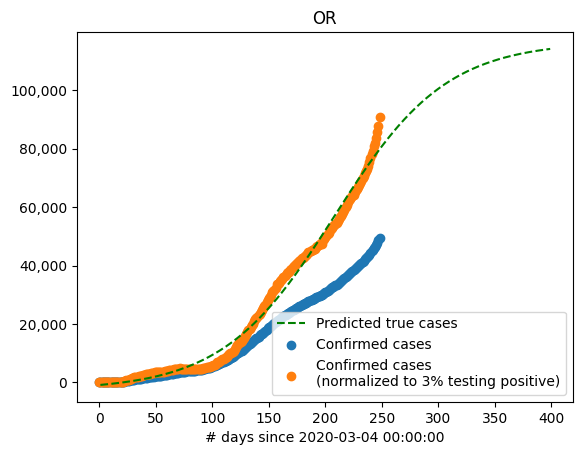 OR
100,000
80,000
60,000
40,000
20,000
0
Predicted true cases
Confirmed cases
Confirmed cases
(normalized to 3% testing positive)
0 50 100 150 200 250 300 350 400
# days since 2020-03-04 00:00:00